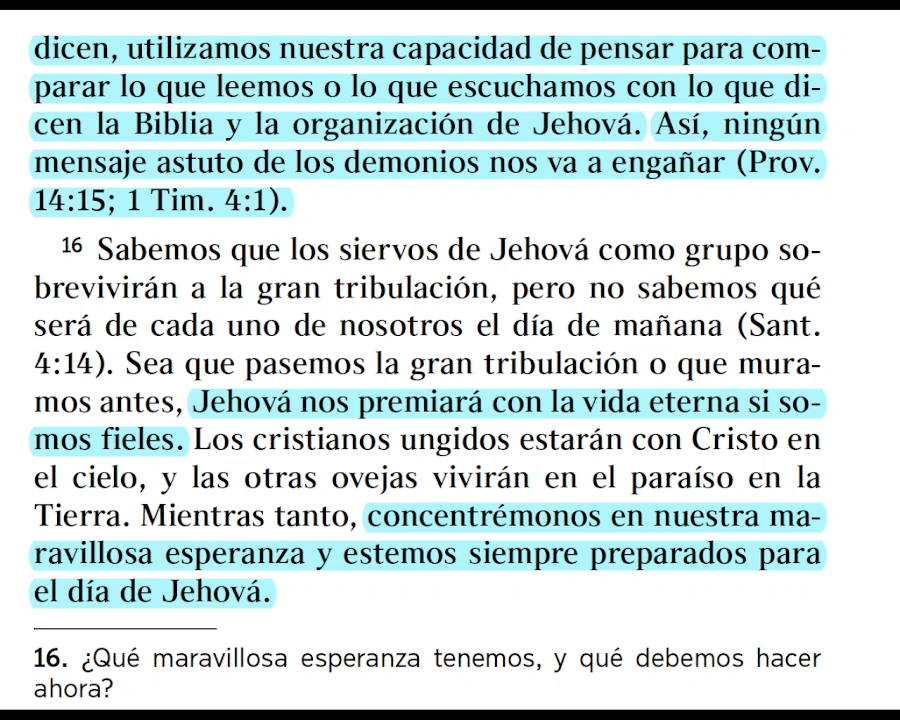 dicen, utilizamos nuestra capacidad de pensar para com-
parar lo que leemos o lo que escuchamos con lo que di-
cen la Biblia y la organización de Jehová. Así, ningún
mensaje astuto de los demonios nos va a engañar (Prov.
14:15; 1 Tim. 4:1).
16 Sabemos que los siervos de Jehová como grupo so-
brevivirán a la gran tribulación, pero no sabemos qué
será de cada uno de nosotros el día de mañana (Sant.
4:14). Sea que pasemos la gran tribulación o que mura-
mos antes, Jehová nos premiará con la vida eterna si so-
mos fieles. Los cristianos ungidos estarán con Cristo en
el cielo, y las otras ovejas vivirán en el paraíso en la
Tierra. Mientras tanto, concentrémonos en nuestra ma-
ravillosa esperanza y estemos siempre preparados para
el día de Jehová.
16. ¿Qué maravillosa esperanza tenemos, y qué debemos hacer
ahora?